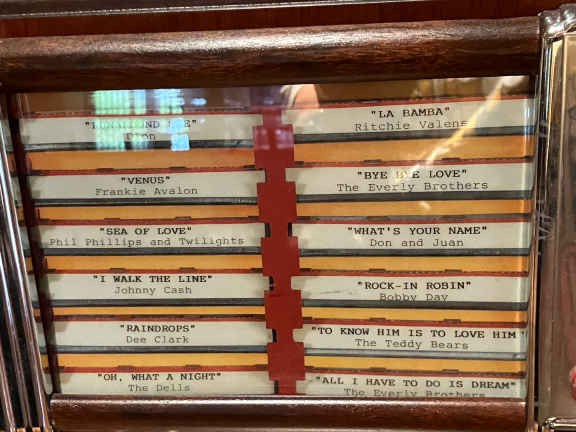 "LA BAMBA"
Ritchie Valens
"VENUS"
Frankie Avalon
"BYE BYE LOVE"
The Everly Brothers
"SEA OF LOVE"
Phil Phillips and Twilights
"WHAT'S YOUR NAME"
Don and Juan
"I WALK THE LINE"
Johnny Cash
"ROCK-IN ROBIN"
Bobby Day
"RAINDROPS"
Dee Clark
"TO KNOW HIM IS TO LOVE HIM"
The Teddy Bears
"OH, WHAT A NIGHT"
The Dells
"ALL I HAVE TO DO IS DREAM"
The Everly Brothers